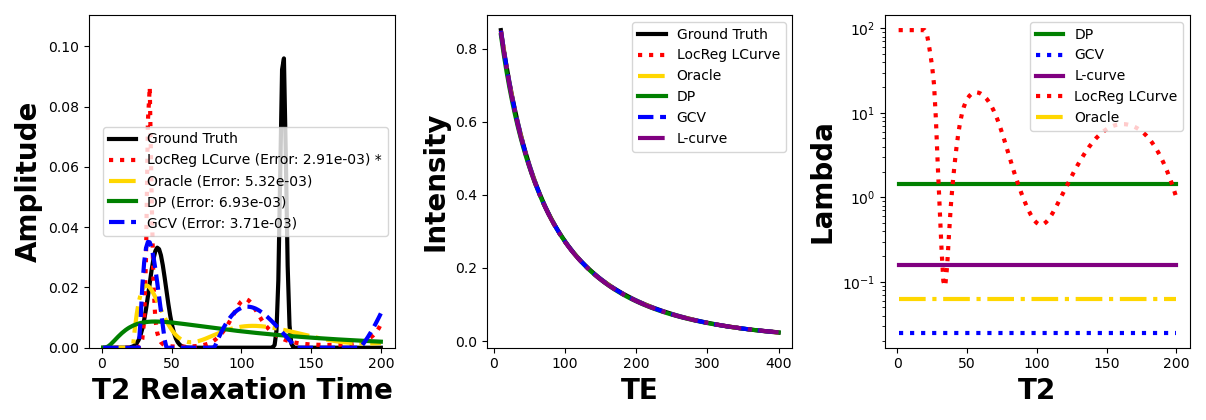 Amplitude
0.10
0.08
0.06
0.04
0.02
0.00
Ground Truth
LocReg LCurve (Error: 2.91e-03) *
Oracle (Error: 5.32e-03)
DP (Error: 6.93e-03)
GCV (Error: 3.71e-03)
0 50 100 150 200
T2 Relaxation Time
Intensity
0.8
0.6
0.4
0.2
0.0
Ground Truth
LocReg LCurve
Oracle
DP
GCV
L-curve
0 100 200 300 400
TE
Lambda
10²
10¹
10⁰
10⁻¹
DP
GCV
L-curve
LocReg LCurve
Oracle
0 50 100 150 200
T2